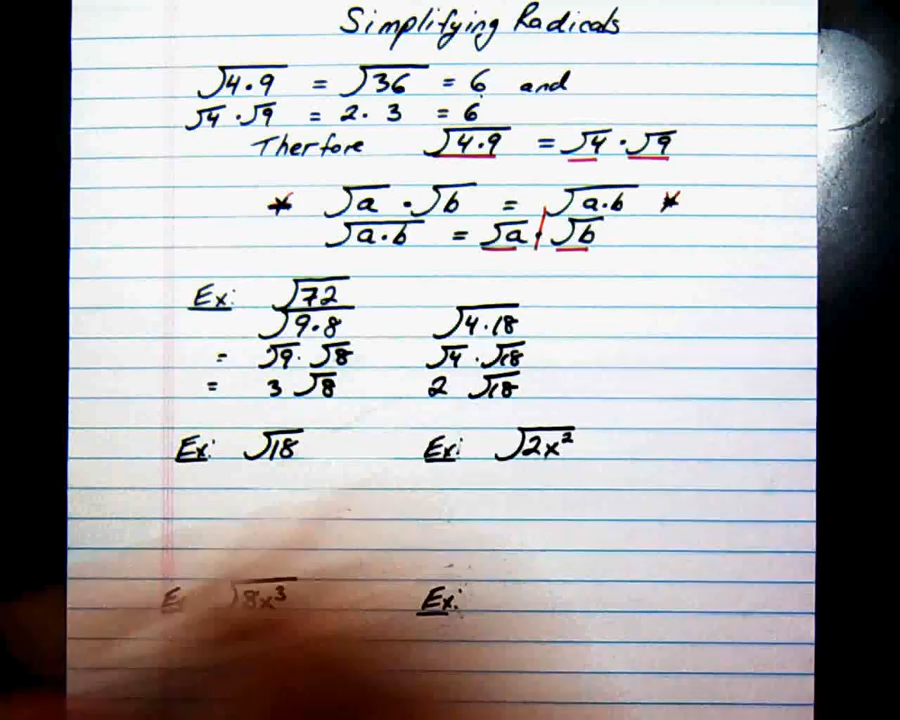 Simplifying Radicals
√4·9 = √36 = 6 and
√4 · √9 = 2 · 3 = 6
Therfore √4·9 = √4 · √9
* √a · √b = √a·b *
√a·b = √a · √b
Ex: √72
√9·8 √4·18
= √9 · √8 √4 · √18
= 3 √8 2 √18
Ex: √18 Ex: √2x²
Ex √8x³ Ex: